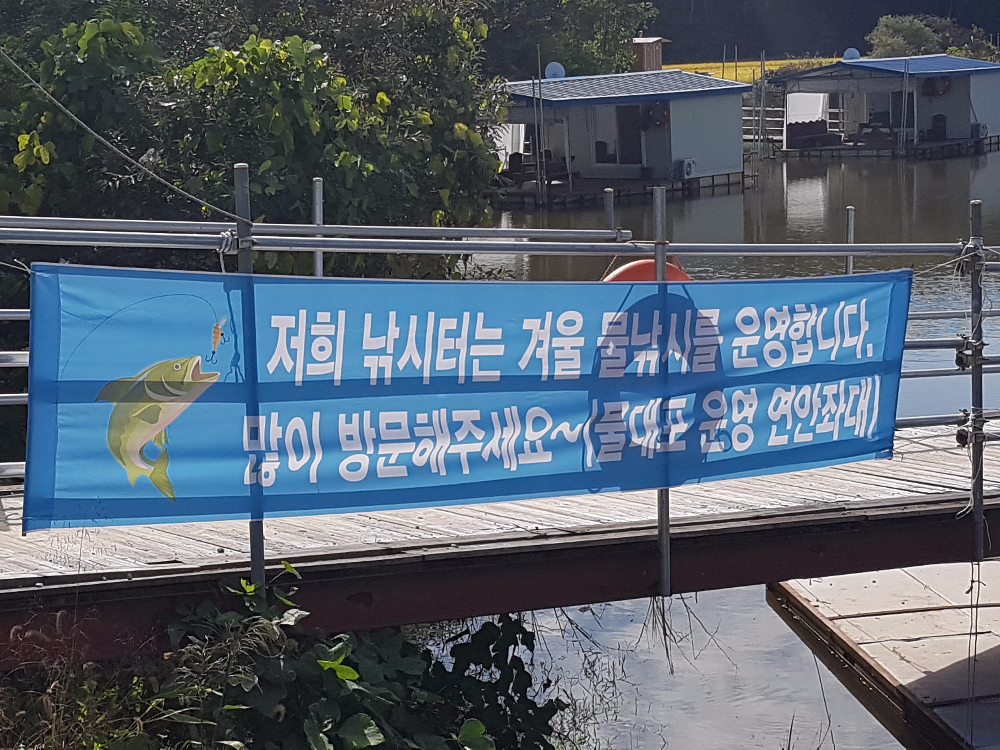 저희 낚시터는 겨울 물낚시를 운영합니다.
많이 방문해주세요~(물대포 운영 연안좌대)